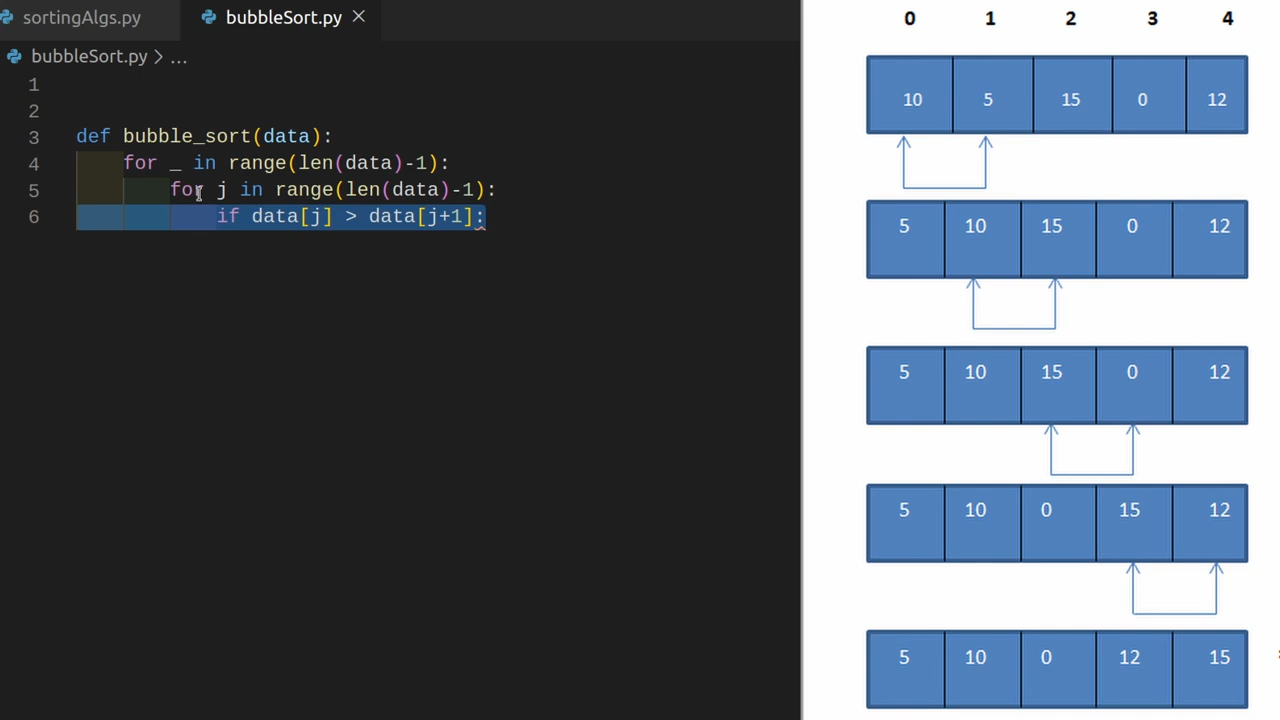 sortingAlgs.py bubbleSort.py
bubbleSort.py > ...
1
2
3 def bubble_sort(data):
4 for _ in range(len(data)-1):
5 for j in range(len(data)-1):
6 if data[j] > data[j+1]:
0 1 2 3 4
10 5 15 0 12
5 10 15 0 12
5 10 15 0 12
5 10 0 15 12
5 10 0 12 15